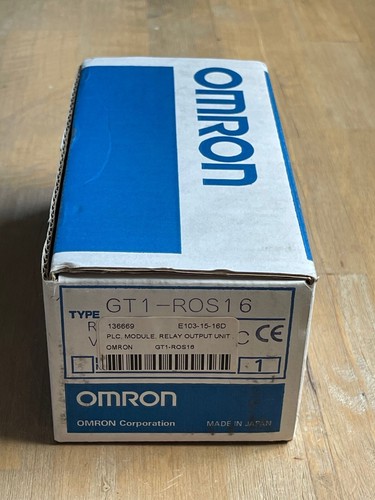 OMRON
TYPE GT1-ROS16
136669 E103-15-16D
PLC, MODULE, RELAY OUTPUT UNIT
OMRON GT1-ROS16
C CE
1
OMRON
OMRON Corporation MADE IN JAPAN